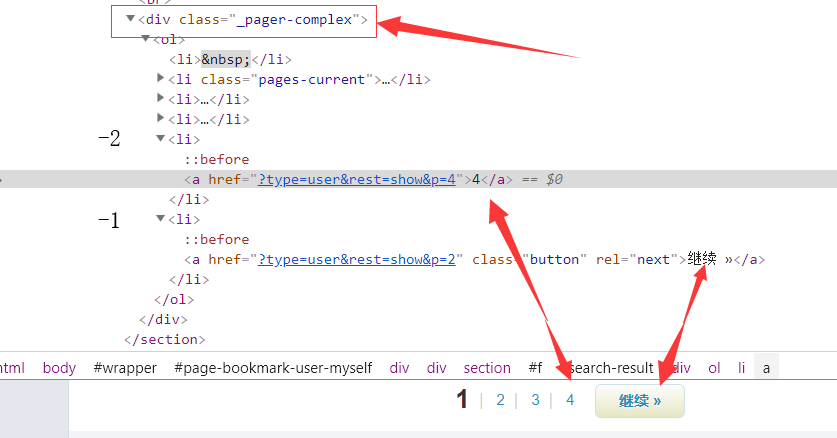 <div class="_pager-complex">
<ol>
<li>&nbsp;</li>
<li class="pages-current">…</li>
<li>…</li>
<li>…</li>
-2 <li>
::before
<a href="?type=user&rest=show&p=4">4</a> == $0
</li>
-1 <li>
::before
<a href="?type=user&rest=show&p=2" class="button" rel="next">继续 »</a>
</li>
</ol>
</div>
</section>
html body #wrapper #page-bookmark-user-myself div div section #f search-result div ol li a
1 | 2 | 3 | 4 继续 »